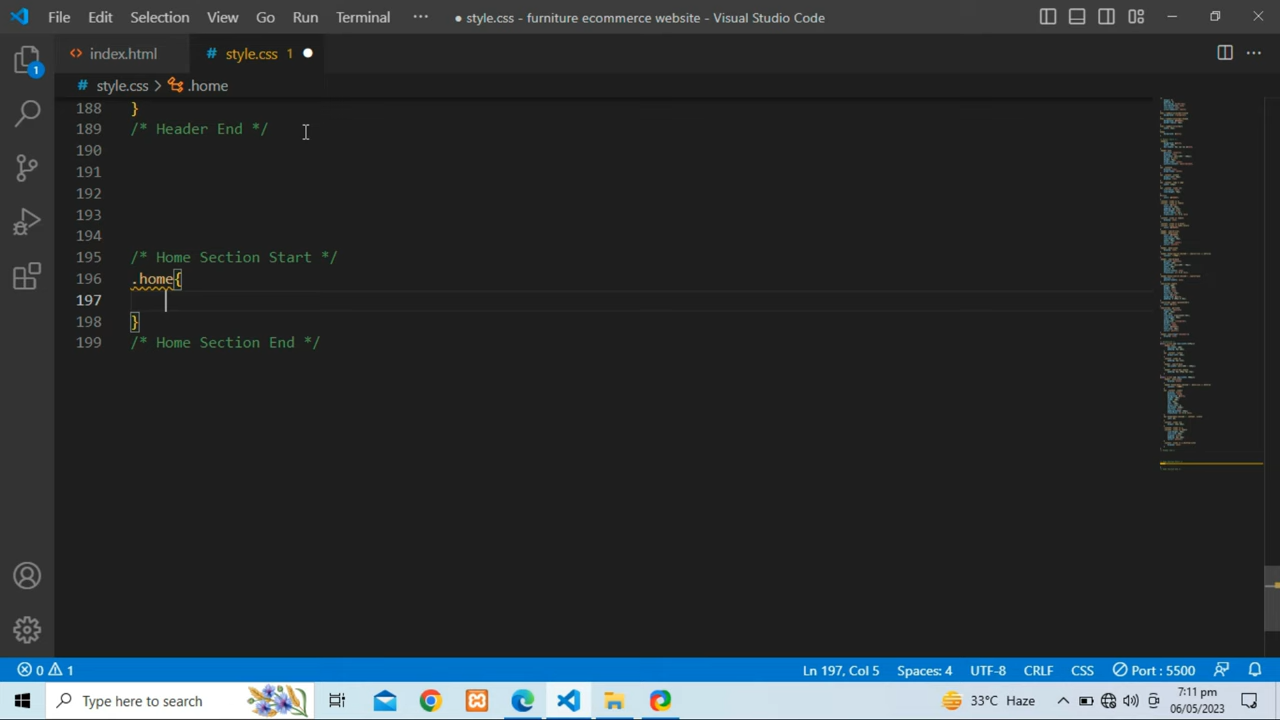 File Edit Selection View Go Run Terminal ··· ● style.css - furniture ecommerce website - Visual Studio Code
<> index.html # style.css 1 ●
# style.css > .home
188 }
189 /* Header End */
190
191
192
193
194
195 /* Home Section Start */
196 .home{
197
198 }
199 /* Home Section End */
1
0 1 Ln 197, Col 5 Spaces: 4 UTF-8 CRLF CSS Port : 5500
Type here to search 33°C Haze 7:11 pm
06/05/2023